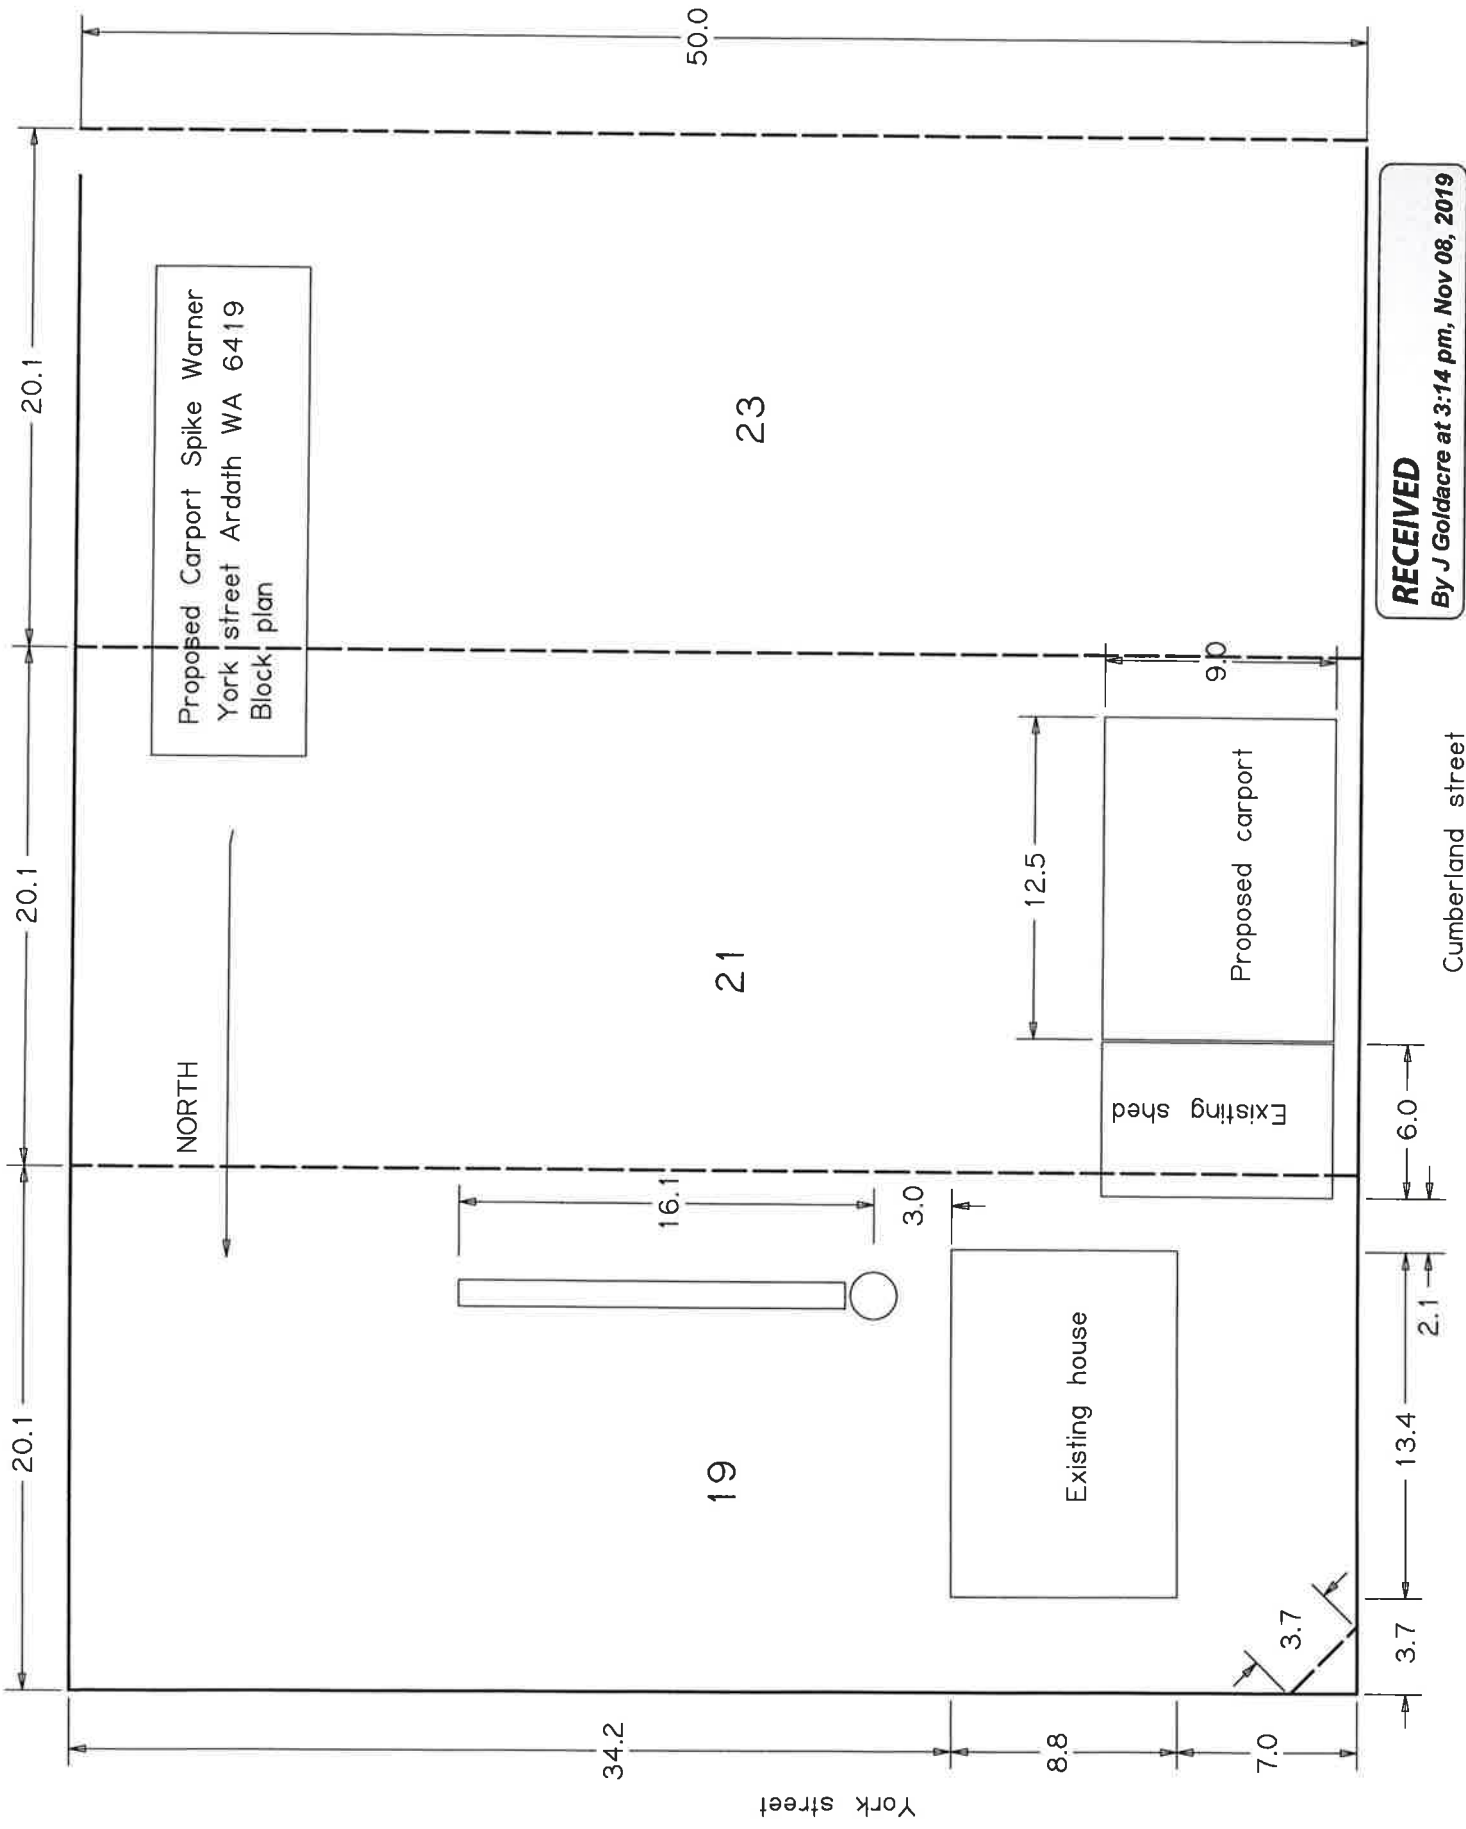 50.0
20.1
20.1
20.1
Proposed Carport Spike Warner
York street Ardath WA 6419
Block plan
NORTH
23
21
19
16.1
3.0
12.5
9.0
Proposed carport
Existing shed
Existing house
6.0
2.1
13.4
3.7
3.7
34.2
8.8
7.0
York street
Cumberland street
RECEIVED
By J Goldacre at 3:14 pm, Nov 08, 2019